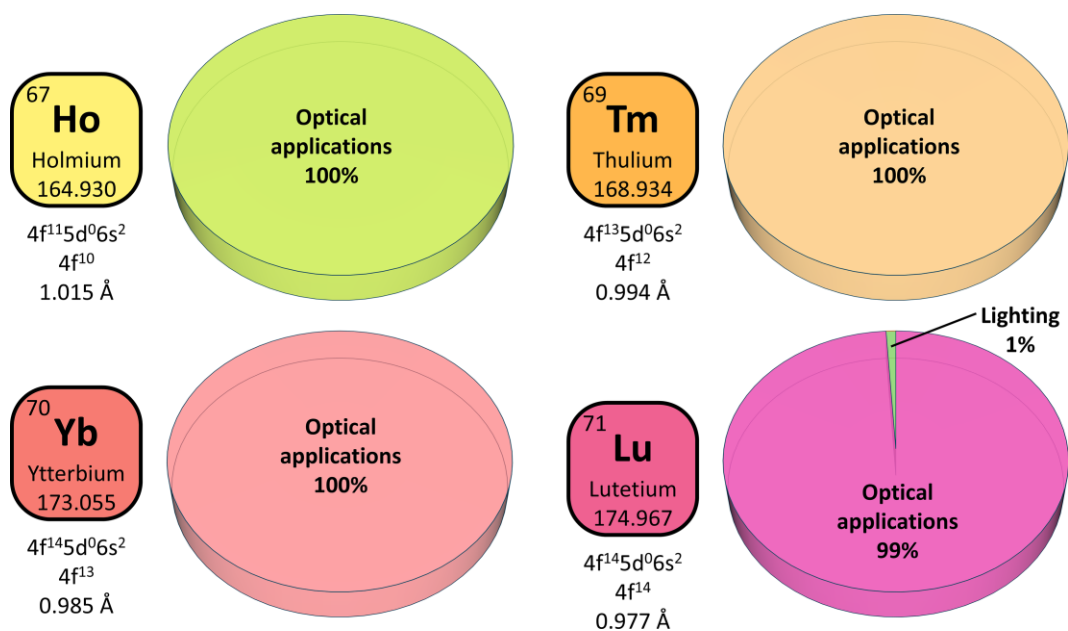 67
Ho
Holmium
164.930
4f¹¹5d⁰6s²
4f¹⁰
1.015 Å
Optical
applications
100%
69
Tm
Thulium
168.934
4f¹³5d⁰6s²
4f¹²
0.994 Å
Optical
applications
100%
70
Yb
Ytterbium
173.055
4f¹⁴5d⁰6s²
4f¹³
0.985 Å
Optical
applications
100%
71
Lu
Lutetium
174.967
4f¹⁴5d⁰6s²
4f¹⁴
0.977 Å
Lighting
1%
Optical
applications
99%